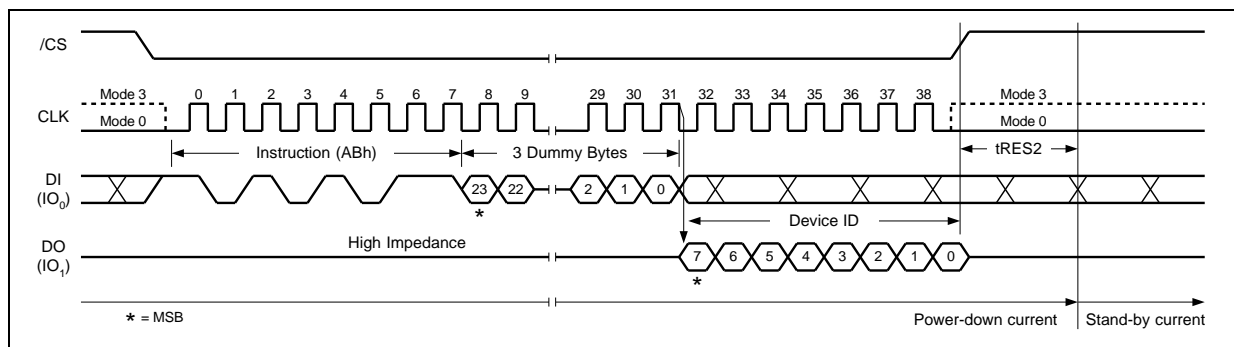 /CS
Mode 3 0 1 2 3 4 5 6 7 8 9 29 30 31 32 33 34 35 36 37 38 Mode 3
CLK
Mode 0 Mode 0
Instruction (ABh) 3 Dummy Bytes tRES2
DI
(IO0)
23 22 2 1 0
*
Device ID
High Impedance
DO
(IO1)
7 6 5 4 3 2 1 0
*
* = MSB
Power-down current Stand-by current